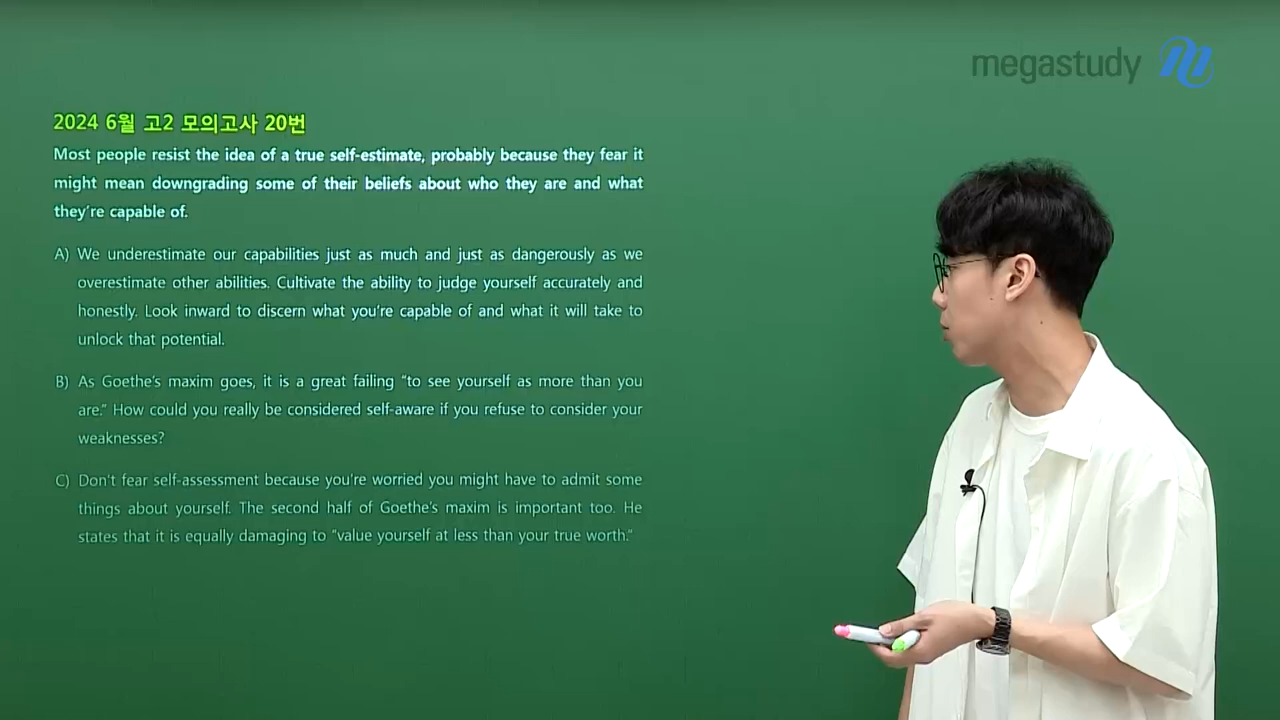 megastudy
2024 6월 고2 모의고사 20번
Most people resist the idea of a true self-estimate, probably because they fear it
might mean downgrading some of their beliefs about who they are and what
they're capable of.
A) We underestimate our capabilities just as much and just as dangerously as we
overestimate other abilities. Cultivate the ability to judge yourself accurately and
honestly. Look inward to discern what you're capable of and what it will take to
unlock that potential.
B) As Goethe's maxim goes, it is a great failing "to see yourself as more than you
are." How could you really be considered self-aware if you refuse to consider your
weaknesses?
C) Don't fear self-assessment because you're worried you might have to admit some
things about yourself. The second half of Goethe's maxim is important too. He
states that it is equally damaging to "value yourself at less than your true worth."